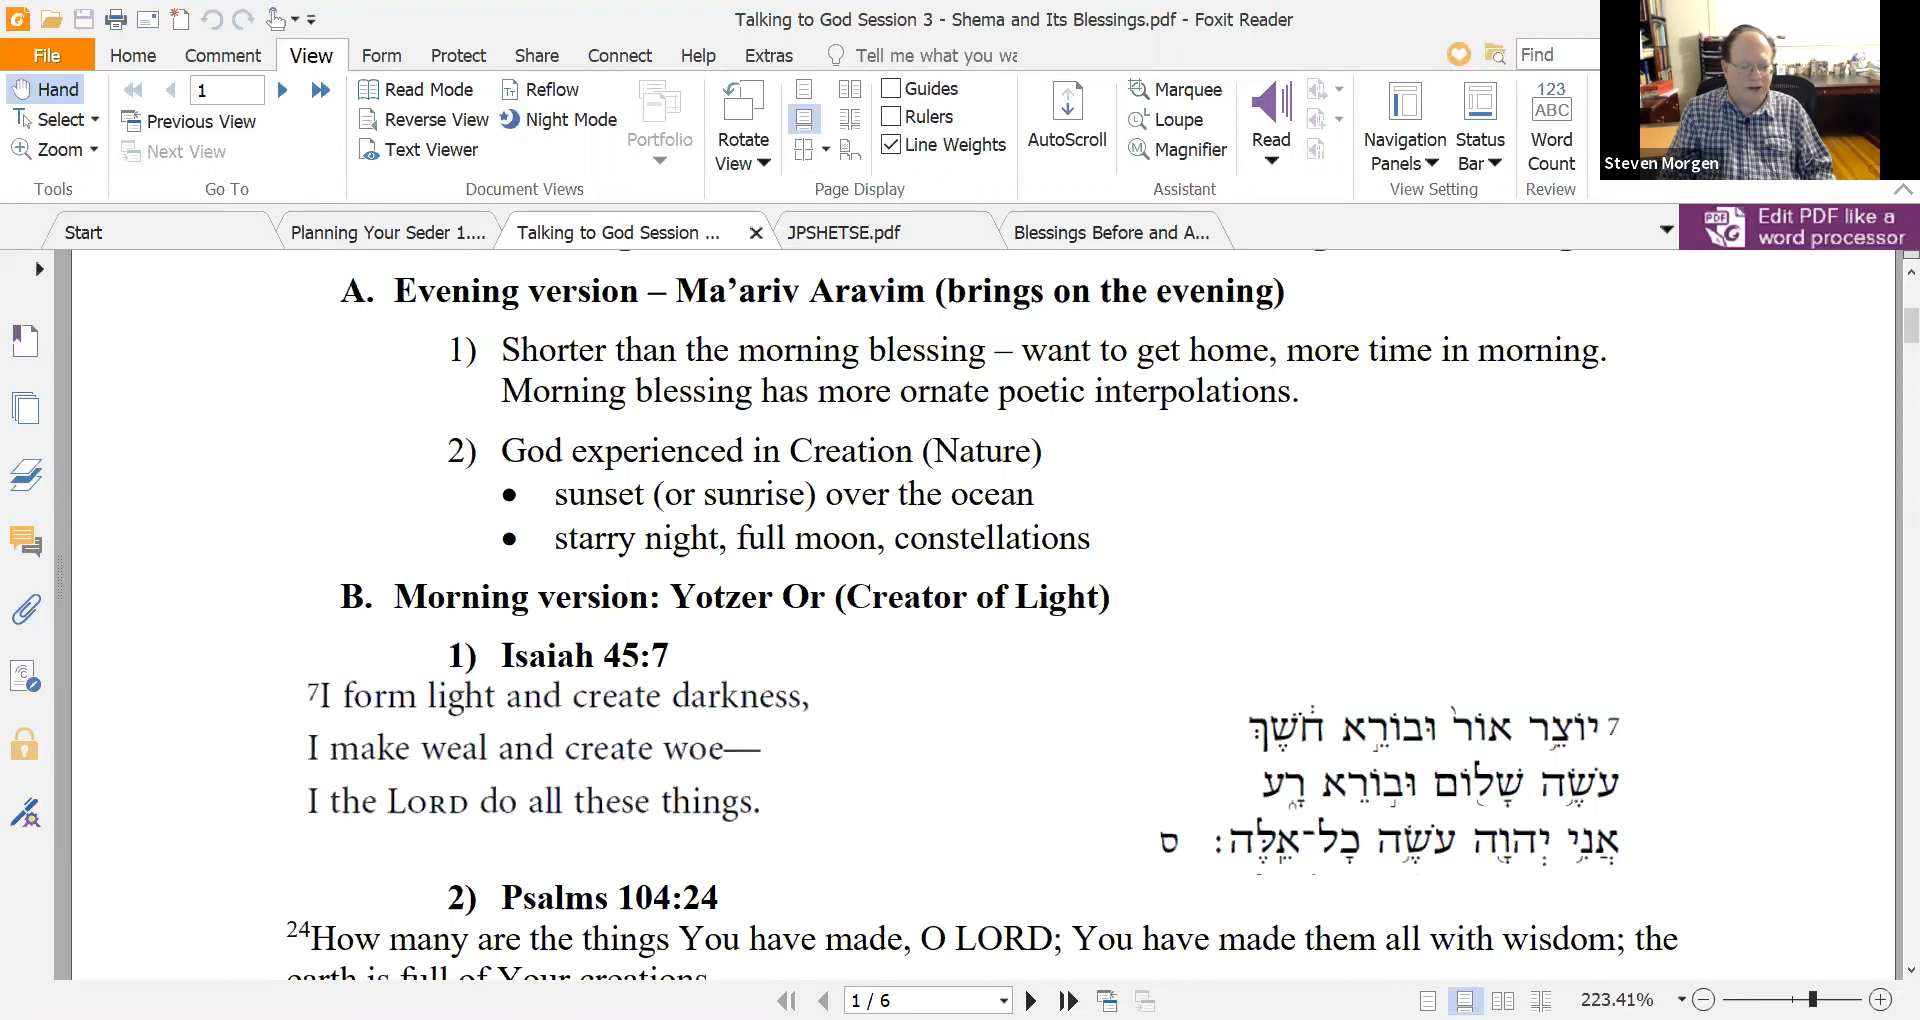 Talking to God Session 3 - Shema and Its Blessings.pdf - Foxit Reader
File Home Comment View Form Protect Share Connect Help Extras Tell me what you wa Find
Hand
Select
Zoom
Tools
1
Previous View
Next View
Go To
Read Mode Reflow
Reverse View Night Mode
Text Viewer
Document Views
Portfolio
Rotate
View
Guides
Rulers
Line Weights
Page Display
AutoScroll
Marquee
Loupe
Magnifier
Assistant
Read
Navigation
Panels
Status
Bar
View Setting
123
ABC
Word
Count
Review
Steven Morgen
Start Planning Your Seder 1.... Talking to God Session ... JPSHETSE.pdf Blessings Before and A...
PDF
Edit PDF like a
word processor
A. Evening version – Ma’ariv Aravim (brings on the evening)
1) Shorter than the morning blessing – want to get home, more time in morning.
Morning blessing has more ornate poetic interpolations.
2) God experienced in Creation (Nature)
• sunset (or sunrise) over the ocean
• starry night, full moon, constellations
B. Morning version: Yotzer Or (Creator of Light)
1) Isaiah 45:7
7I form light and create darkness,
I make weal and create woe—
I the LORD do all these things.
7 יוֹצֵ֥ר אוֹר֙ וּבוֹרֵ֣א חֹ֔שֶׁךְ
עֹשֶׂ֥ה שָׁל֖וֹם וּב֣וֹרֵא רָ֑ע
אֲנִ֥י יְהוָ֖ה עֹשֶׂ֥ה כָל־אֵֽלֶּה׃ ס
2) Psalms 104:24
24How many are the things You have made, O LORD; You have made them all with wisdom; the
earth is full of Your creations
1 / 6
223.41%